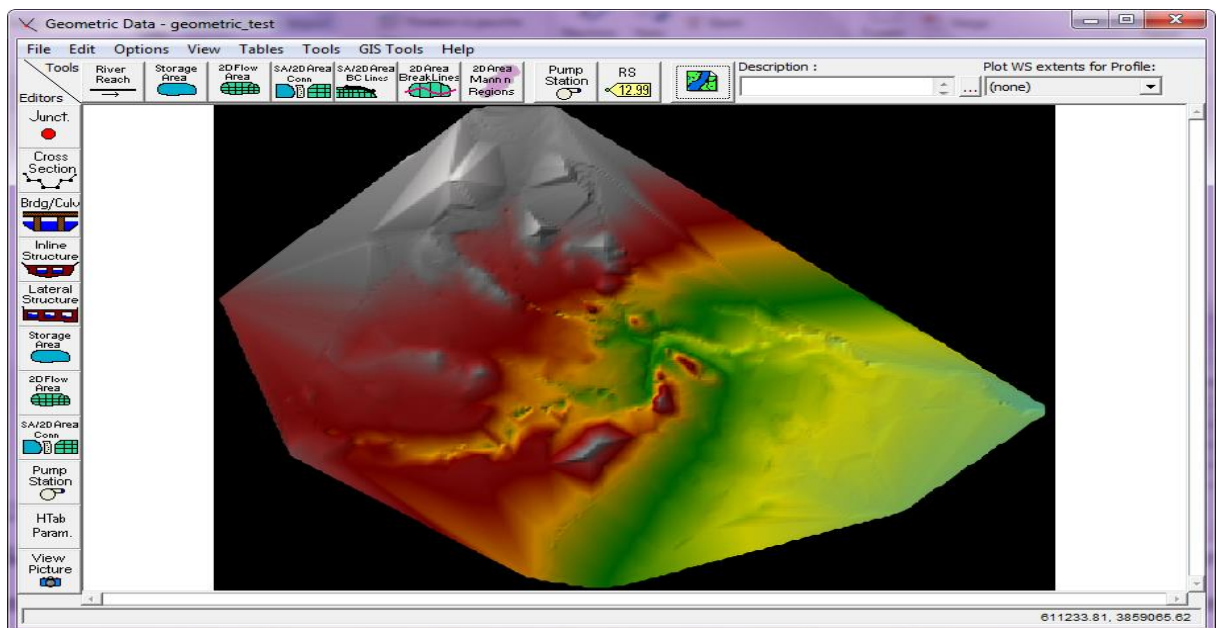 Geometric Data - geometric_test
File Edit Options View Tables Tools GIS Tools Help
Tools
Editors
River
Reach
Storage
Area
2D Flow
Area
SA/2D Area
Conn
SA/2D Area
BC Lines
2D Area
BreakLines
2D Area
Mann n
Regions
Pump
Station
RS
12.99
Description :
...
Plot WS extents for Profile:
(none)
Junct.
Cross
Section
Brdg/Culv
Inline
Structure
Lateral
Structure
Storage
Area
2D Flow
Area
SA/2D Area
Conn
Pump
Station
HTab
Param.
View
Picture
611233.81, 3859065.62